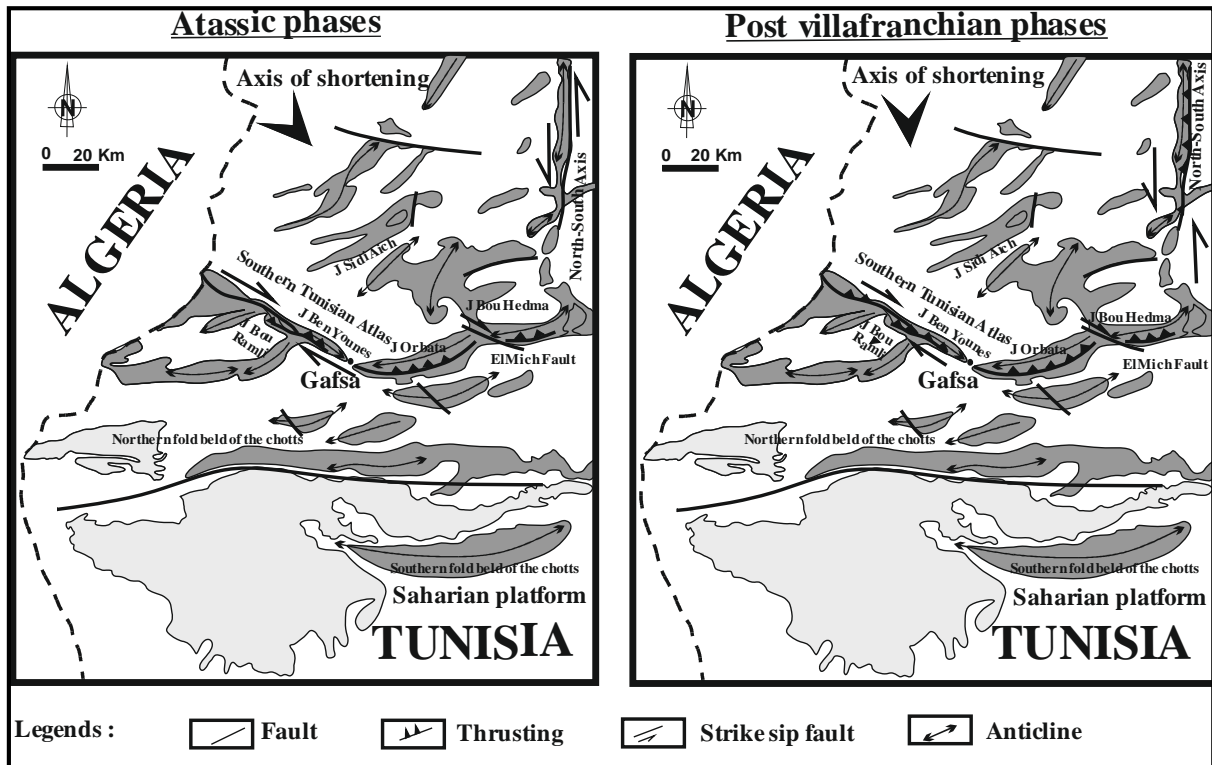 Atassic phases
Axis of shortening
N
0 20 Km
ALGERIA
North-South Axis
J Sidi Aich
Southern Tunisian Atlas
J Bou Hedma
J Ben Younes
J Bou
Ramli
J Orbata
El Mich Fault
Gafsa
Northern fold beld of the chotts
Southern fold beld of the chotts
Saharian platform
TUNISIA
Post villafranchian phases
Axis of shortening
N
0 20 Km
ALGERIA
North-South Axis
J Sidi Aich
Southern Tunisian Atlas
J Bou Hedma
J Ben Younes
J Bou
Ramli
J Orbata
El Mich Fault
Gafsa
Northern fold beld of the chotts
Southern fold beld of the chotts
Saharian platform
TUNISIA
Legends :
Fault
Thrusting
Strike sip fault
Anticline